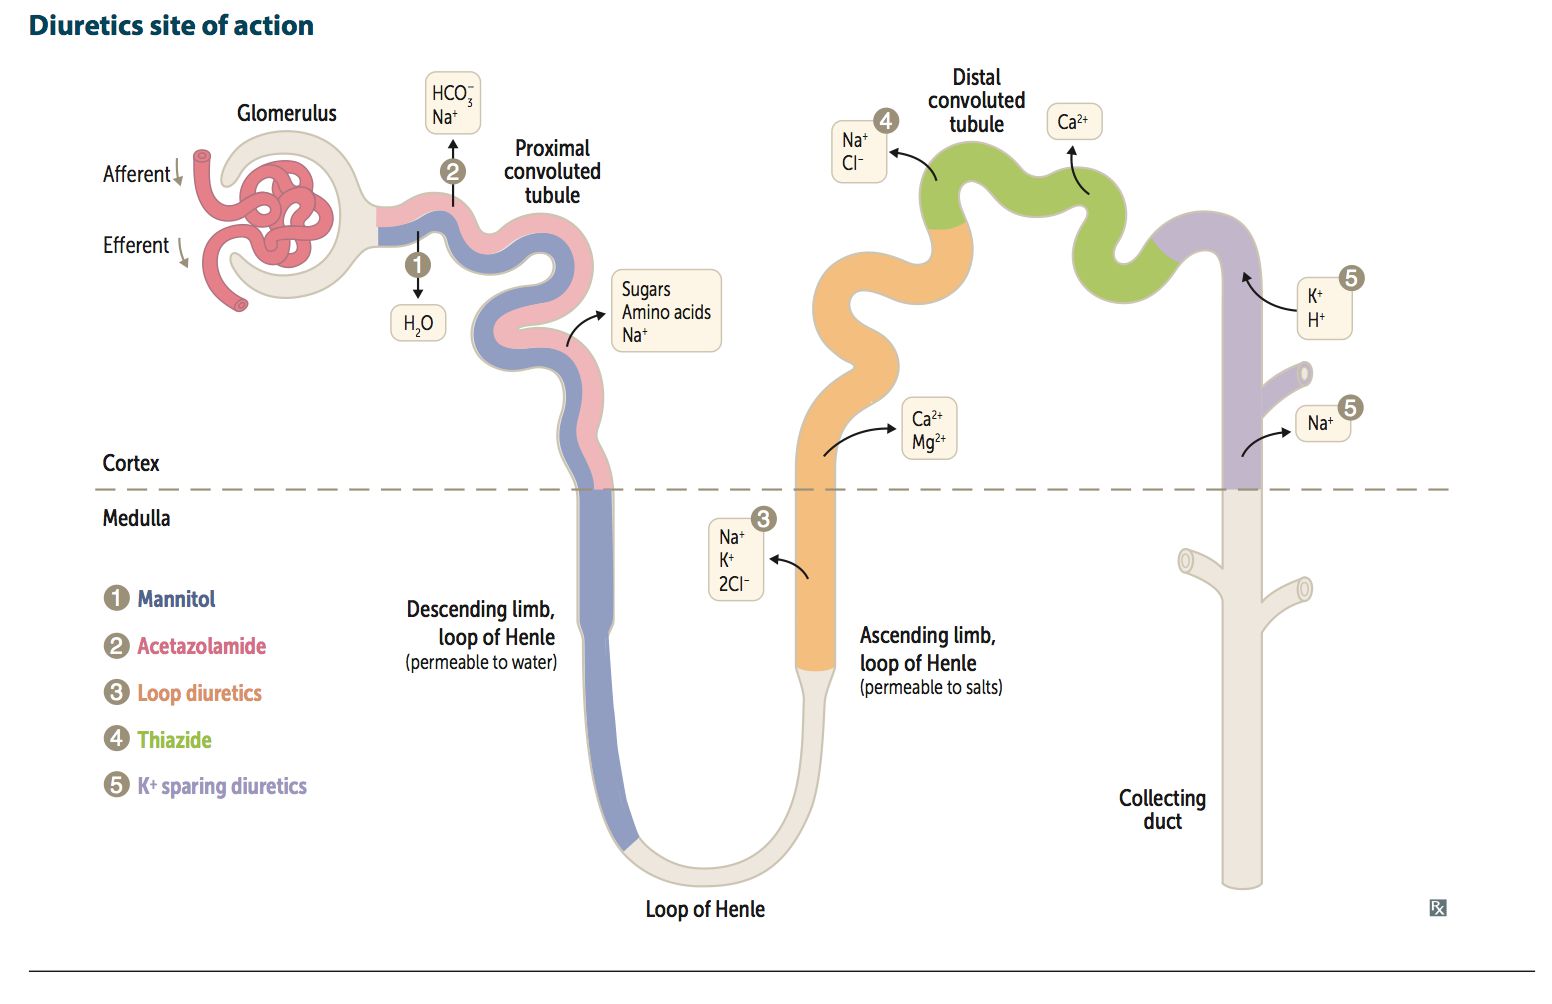 Diuretics site of action
Glomerulus
Afferent
Efferent
HCO₃⁻
Na⁺
2
Proximal
convoluted
tubule
1
H₂O
Sugars
Amino acids
Na⁺
Distal
convoluted
tubule
4
Na⁺
Cl⁻
Ca²⁺
5
K⁺
H⁺
5
Na⁺
Ca²⁺
Mg²⁺
Cortex
Medulla
3
Na⁺
K⁺
2Cl⁻
1 Mannitol
2 Acetazolamide
3 Loop diuretics
4 Thiazide
5 K⁺ sparing diuretics
Descending limb,
loop of Henle
(permeable to water)
Ascending limb,
loop of Henle
(permeable to salts)
Collecting
duct
Loop of Henle
Rx